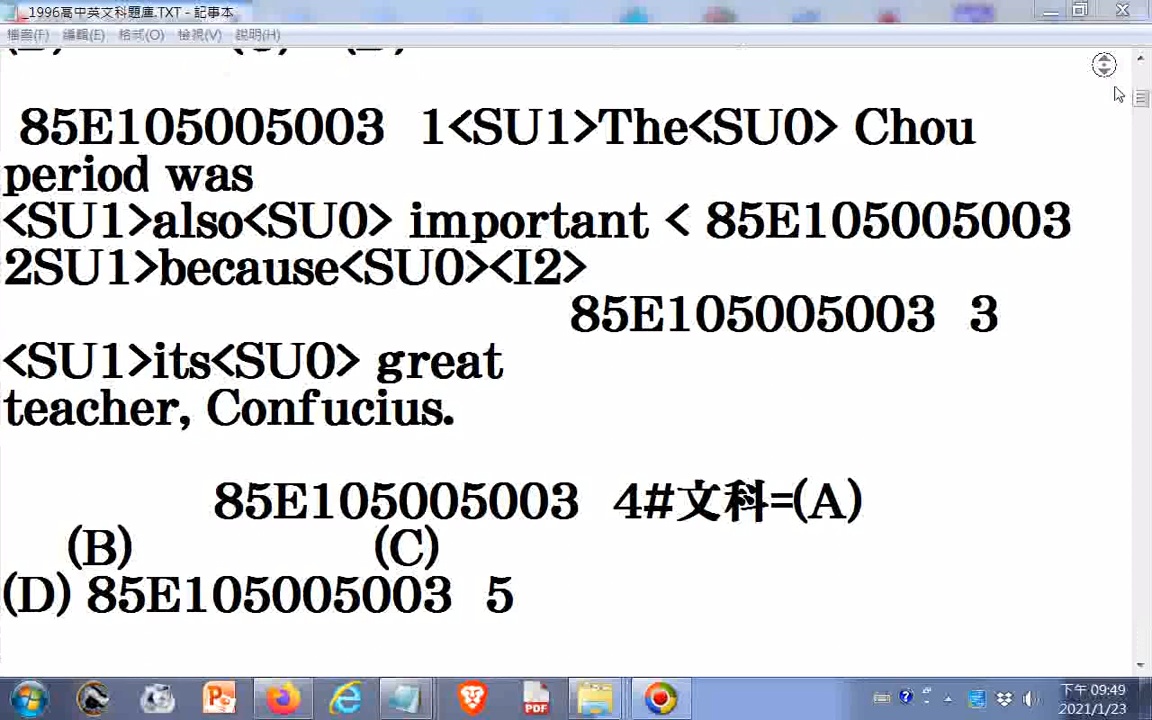 _1996高中英文科題庫.TXT - 記事本
檔案(F) 編輯(E) 格式(O) 檢視(V) 說明(H)
85E105005003 1<SU1>The<SU0> Chou
period was
<SU1>also<SU0> important < 85E105005003
2SU1>because<SU0><I2>
85E105005003 3
<SU1>its<SU0> great
teacher, Confucius.
85E105005003 4#文科=(A)
(B) (C)
(D) 85E105005003 5
PDF
下午 09:49
2021/1/23